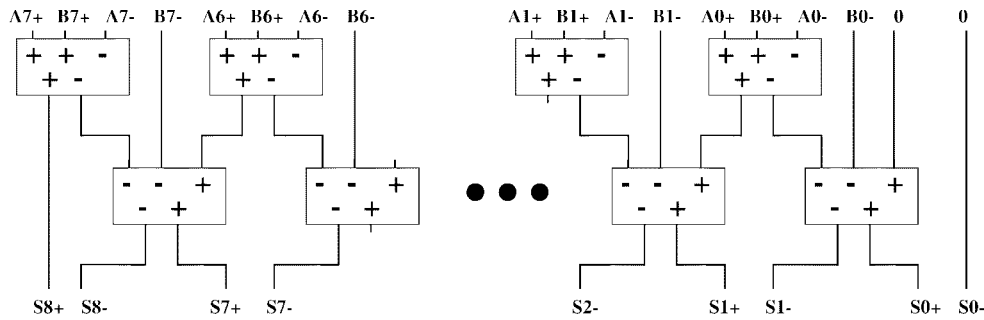 A7+ B7+ A7- B7- A6+ B6+ A6- B6- A1+ B1+ A1- B1- A0+ B0+ A0- B0- 0 0
+ + - + + - + + - + + -
+ - + - + - + -
- - + - - + - - + - - +
- + - + - + - +
S8+ S8- S7+ S7- S2- S1+ S1- S0+ S0-